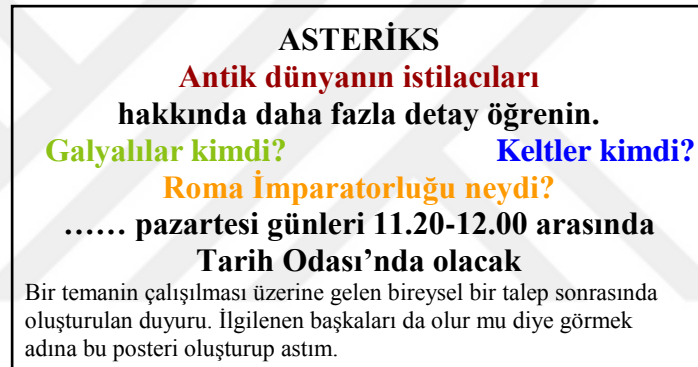 ASTERİKS
Antik dünyanın istilacıları
hakkında daha fazla detay öğrenin.
Galyalılar kimdi? Keltler kimdi?
Roma İmparatorluğu neydi?
…… pazartesi günleri 11.20-12.00 arasında
Tarih Odası’nda olacak
Bir temanin çalışılması üzerine gelen bireysel bir talep sonrasında
oluşturulan duyuru. İlgilenen başkaları da olur mu diye görmek
adına bu posteri oluşturup astım.